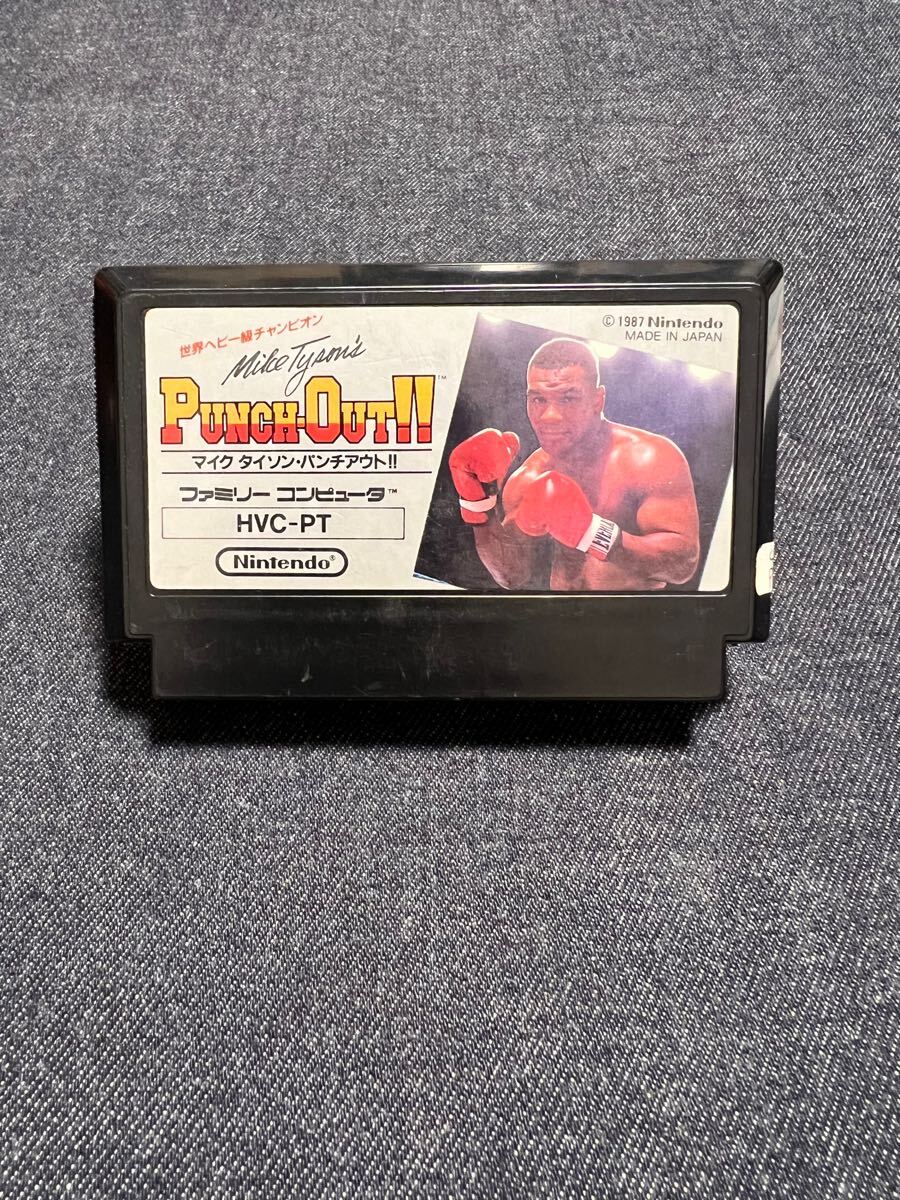 世界ヘビー級チャンピオン
Mike Tyson's
PUNCH-OUT!!™
マイク タイソン・パンチアウト!!
ファミリー コンピュータ™
HVC-PT
Nintendo®
© 1987 Nintendo
MADE IN JAPAN